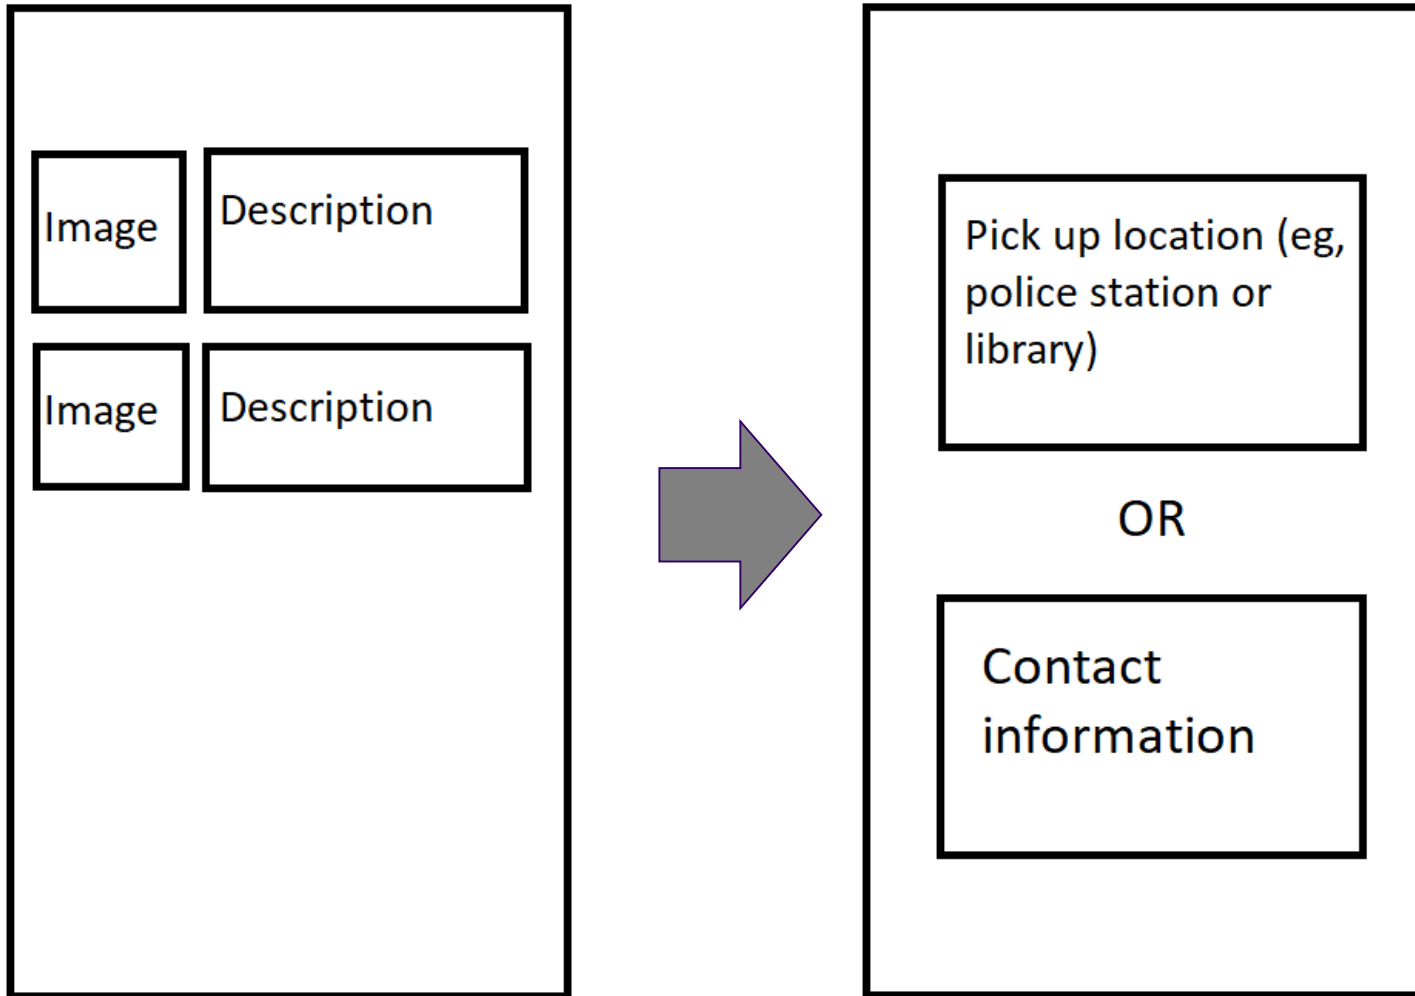 Image
Description
Image
Description
Pick up location (eg,
police station or
library)
OR
Contact
information